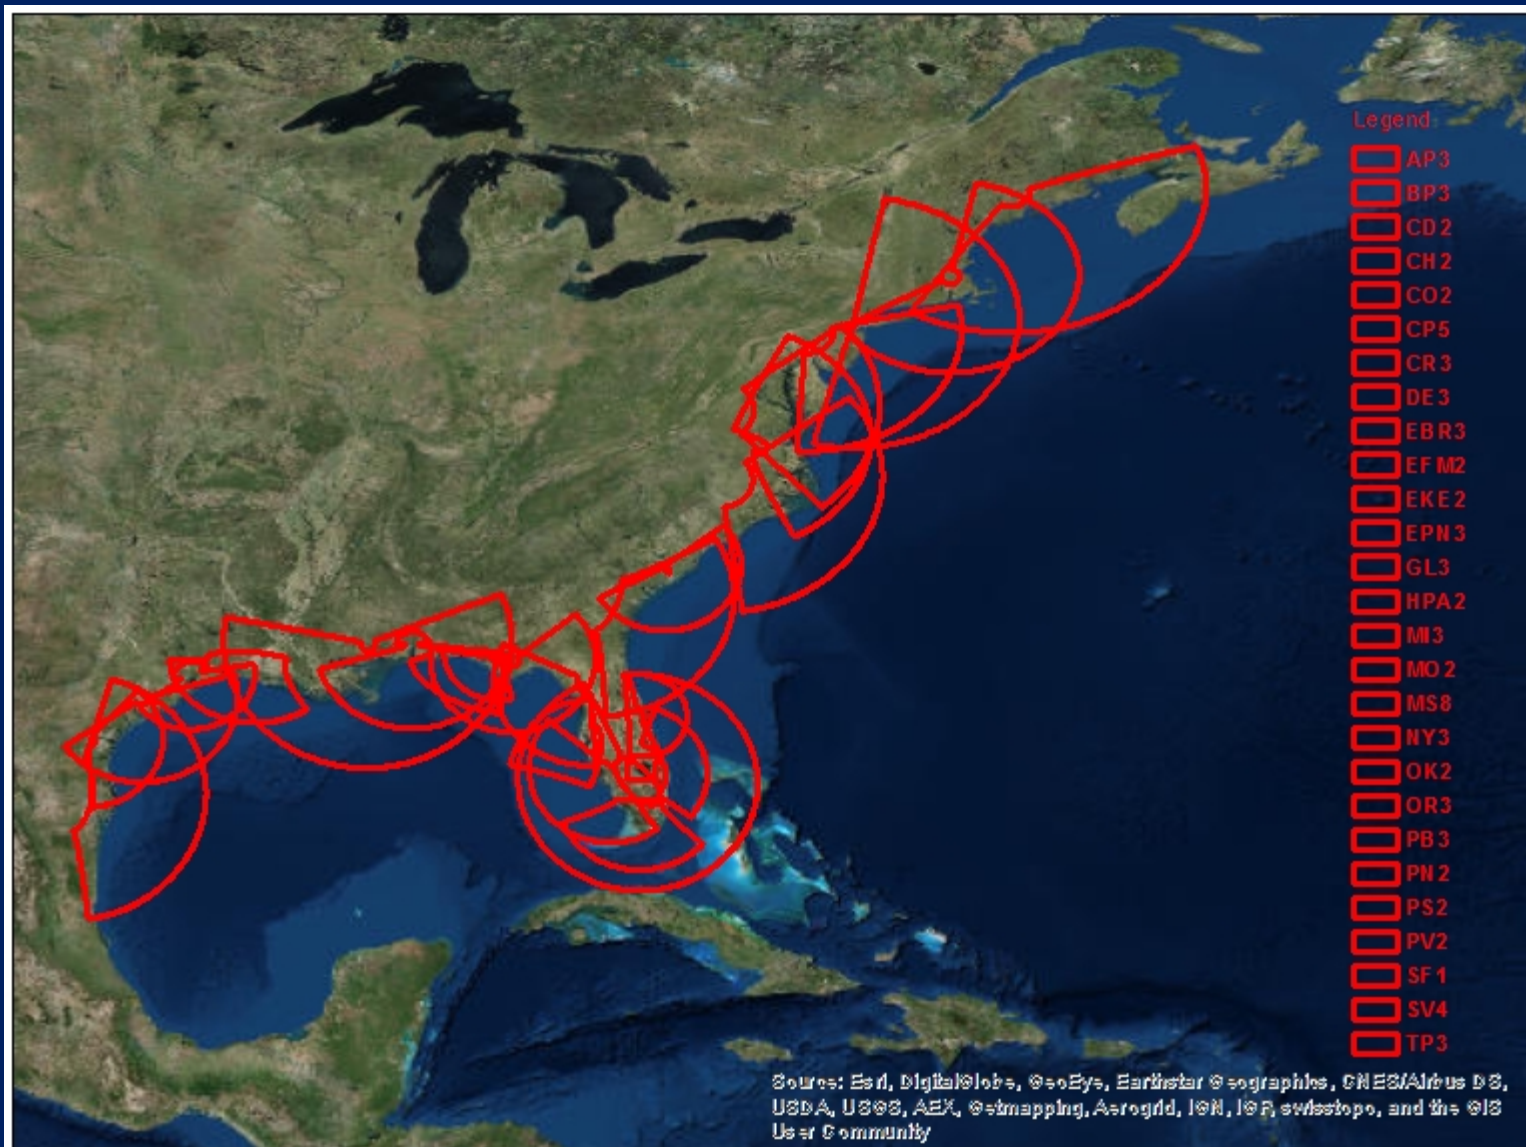 Legend
AP3
BP3
CD2
CH2
CO2
CP5
CR3
DE3
EBR3
EFM2
EKE2
EPN3
GL3
HPA2
MI3
MO2
MS8
NY3
OK2
OR3
PB3
PN2
PS2
PV2
SF1
SV4
TP3
Source: Esri, DigitalGlobe, GeoEye, Earthstar Geographics, CNES/Airbus DS,
USDA, USGS, AEX, Getmapping, Aerogrid, IGN, IGP, swisstopo, and the GIS
User Community